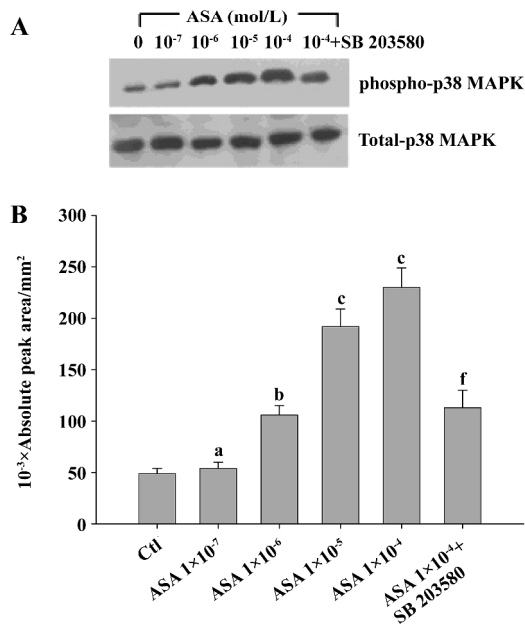 A
ASA (mol/L)
0 10⁻⁷ 10⁻⁶ 10⁻⁵ 10⁻⁴ 10⁻⁴+SB 203580
phospho-p38 MAPK
Total-p38 MAPK
B
10⁻³×Absolute peak area/mm²
300
250
200
150
100
50
0
a
b
c
c
f
Ctl
ASA 1×10⁻⁷
ASA 1×10⁻⁶
ASA 1×10⁻⁵
ASA 1×10⁻⁴
ASA 1×10⁻⁴+
SB 203580